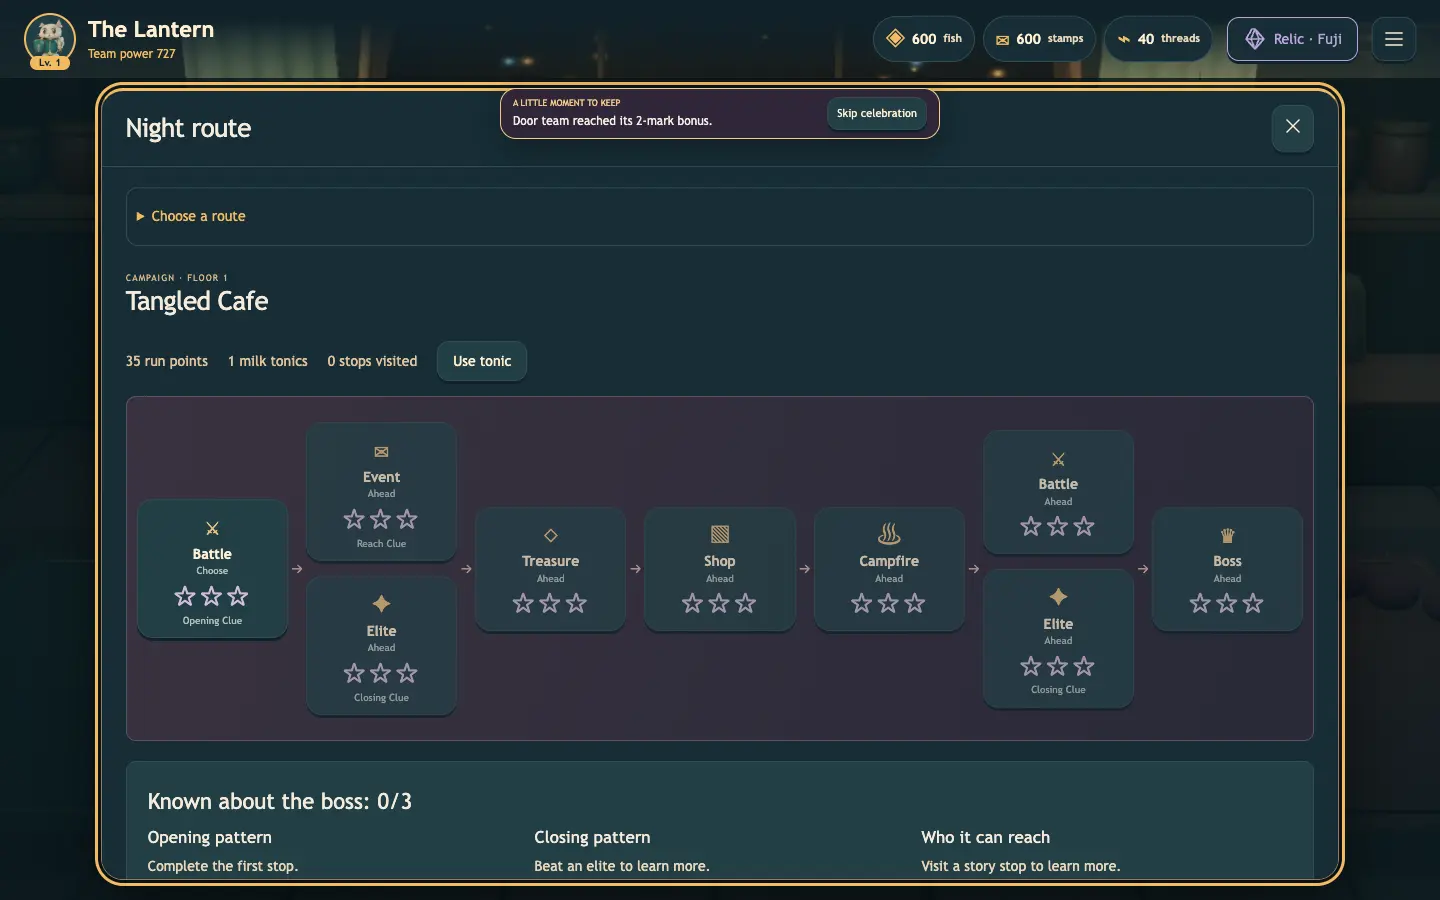 The Lantern
Team power 727
Lv. 1
600 fish
600 stamps
40 threads
Relic · Fuji
Night route
A LITTLE MOMENT TO KEEP
Door team reached its 2-mark bonus.
Skip celebration
Choose a route
CAMPAIGN · FLOOR 1
Tangled Cafe
35 run points
1 milk tonics
0 stops visited
Use tonic
Battle
Choose
Opening Clue
Event
Ahead
Reach Clue
Elite
Ahead
Closing Clue
Treasure
Ahead
Shop
Ahead
Campfire
Ahead
Battle
Ahead
Elite
Ahead
Closing Clue
Boss
Ahead
Known about the boss: 0/3
Opening pattern
Complete the first stop.
Closing pattern
Beat an elite to learn more.
Who it can reach
Visit a story stop to learn more.